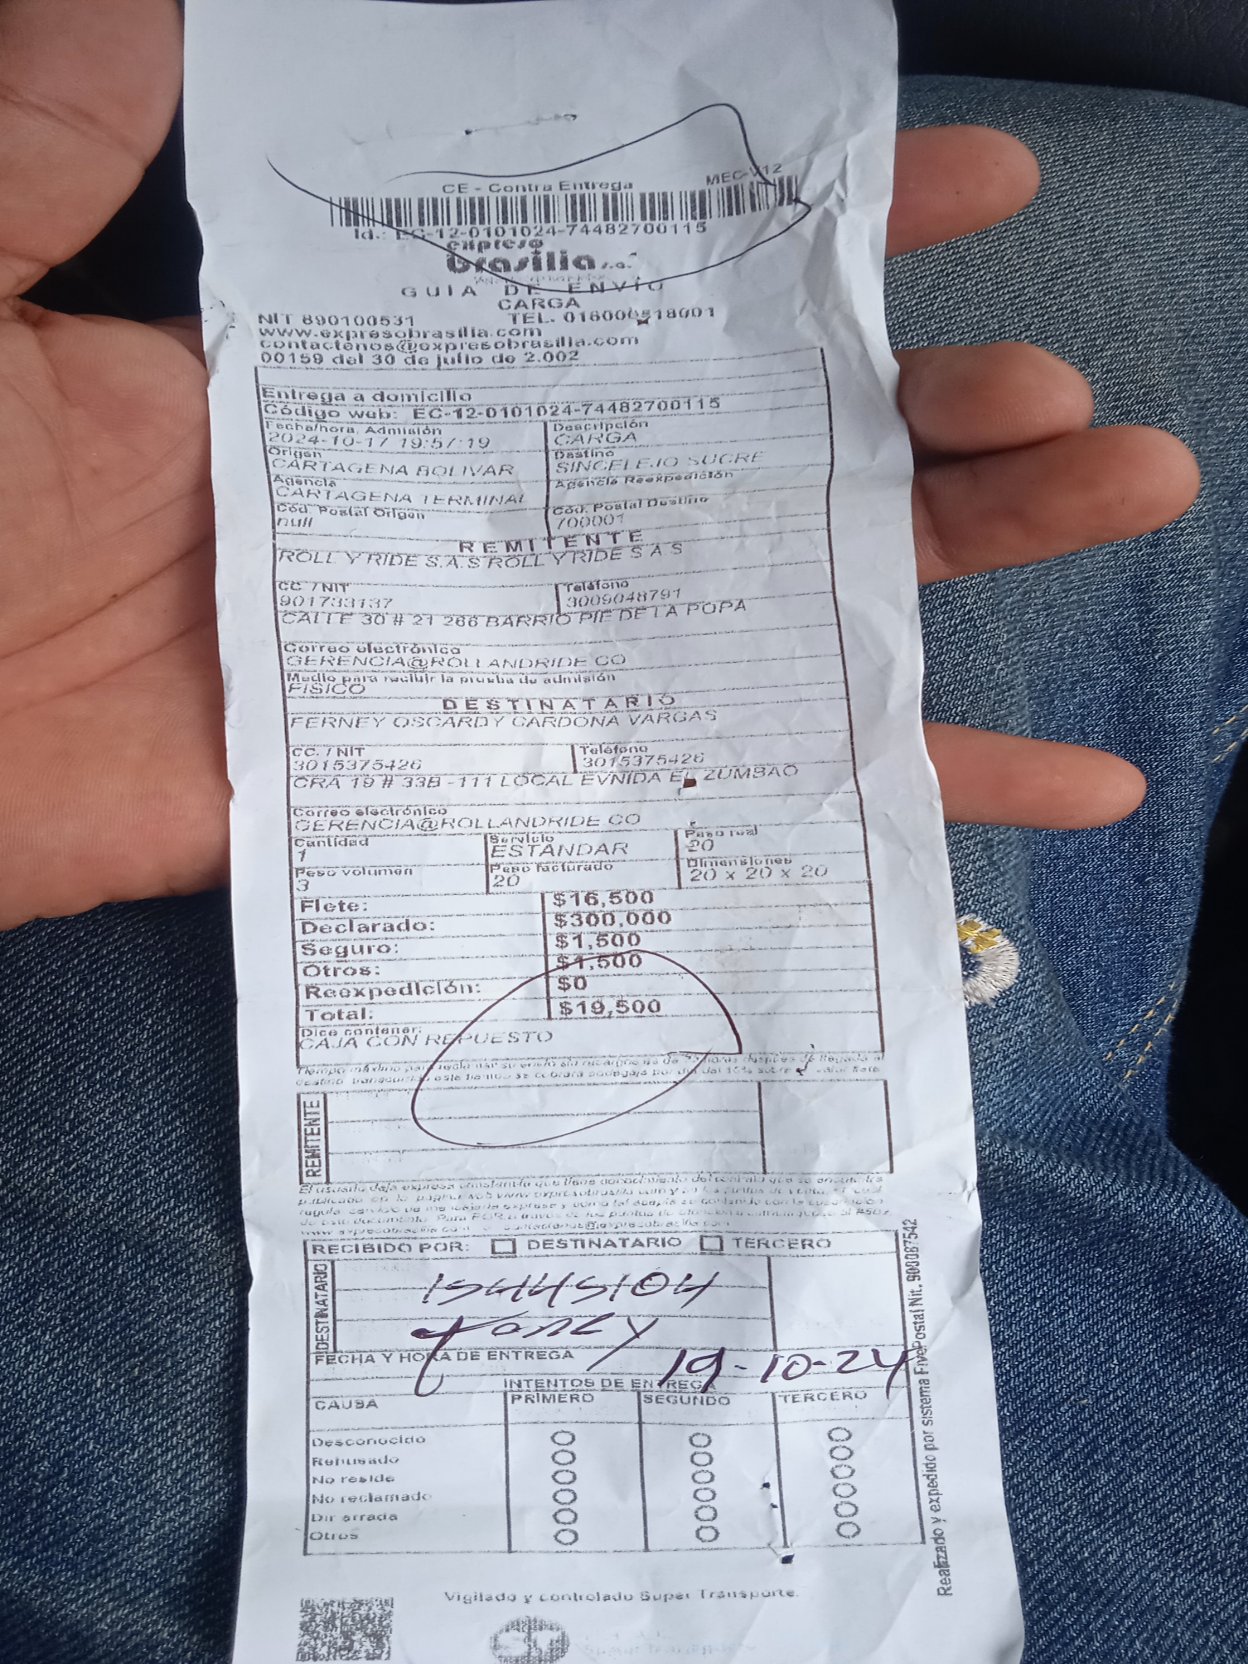 CE - Contra Entrega MEC-V12
Id.: EC-12-0101024-74482700115
expreso
brasilia s.a.
GUIA DE ENVIO
CARGA
NIT 890100531 TEL. 018000518001
www.expresobrasilia.com
contactenos@expresobrasilia.com
00159 del 30 de julio de 2.002
Entrega a domicilio
Código web: EC-12-0101024-74482700115
Fecha/hora. Admisión Descripción
2024-10-17 19:57:19 CARGA
Origen Destino
CARTAGENA BOLIVAR SINCELEJO SUCRE
Agencia Agencia Reexpedición
CARTAGENA TERMINAL
Cód. Postal Origen Cód. Postal Destino
null 700001
REMITENTE
ROLL Y RIDE S.A.S ROLL Y RIDE S A S
CC. / NIT Teléfono
901733137 3009048791
CALLE 30 # 21 266 BARRIO PIE DE LA POPA
Correo electrónico
GERENCIA@ROLLANDRIDE CO
Medio para recibir la prueba de admisión
FISICO
DESTINATARIO
FERNEY OSCARDY CARDONA VARGAS
CC. / NIT Teléfono
3015375426 3015375426
CRA 19 # 33B -111 LOCAL EVNIDA EL ZUMBAO
Correo electrónico
GERENCIA@ROLLANDRIDE CO
Cantidad Servicio Peso real
1 ESTANDAR 20
Peso volumen Peso facturado Dimensiones
3 20 20 x 20 x 20
Flete: $16,500
Declarado: $300,000
Seguro: $1,500
Otros: $1,500
Reexpedición: $0
Total: $19,500
Dice contener:
CAJA CON REPUESTO
REMITENTE
RECIBIDO POR: DESTINATARIO TERCERO
DESTINATARIO
FECHA Y HORA DE ENTREGA 19-10-24
INTENTOS DE ENTREGA
CAUSA PRIMERO SEGUNDO TERCERO
Desconocido
Rehusado
No reside
No reclamado
Dir errada
Otros
Realizado y expedido por sistema FivePostal Nit. 900087542
Vigilado y controlado Super Transporte.